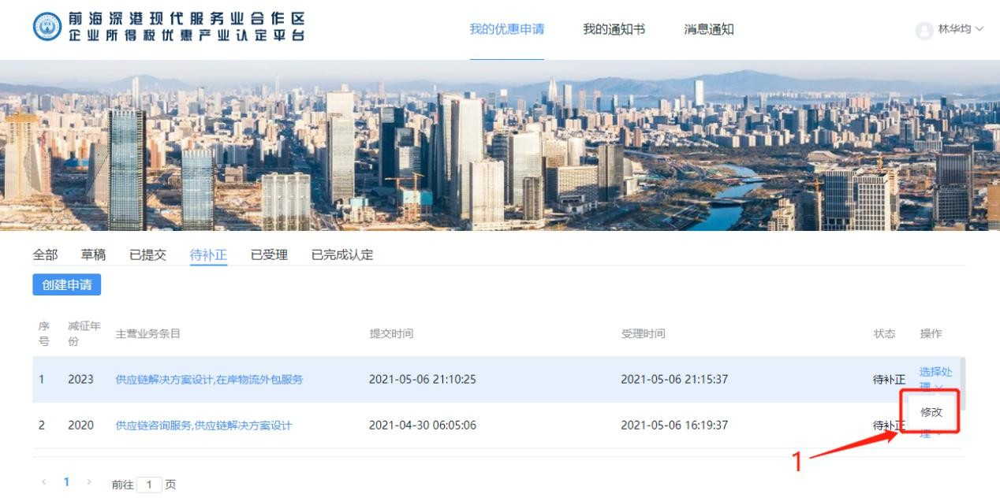 前海深港现代服务业合作区
企业所得税优惠产业认定平台
我的优惠申请 我的通知书 消息通知 林华均
全部 草稿 已提交 待补正 已受理 已完成认定
创建申请
序号 减征年份 主营业务条目 提交时间 受理时间 状态 操作
1 2023 供应链解决方案设计,在岸物流外包服务 2021-05-06 21:10:25 2021-05-06 21:15:37 待补正 选择处理
修改
2 2020 供应链咨询服务,供应链解决方案设计 2021-04-30 06:05:06 2021-05-06 16:19:37 待补正 理
1
1 前往 1 页